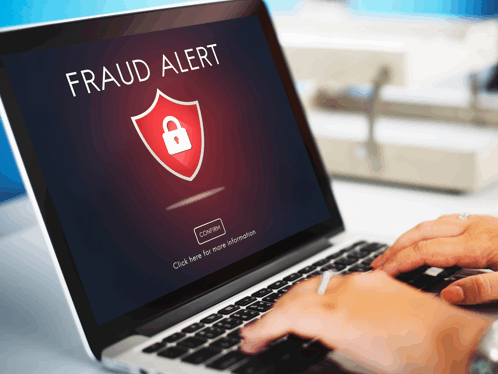 FRAUD ALERT
CONFIRM
Click here for more information